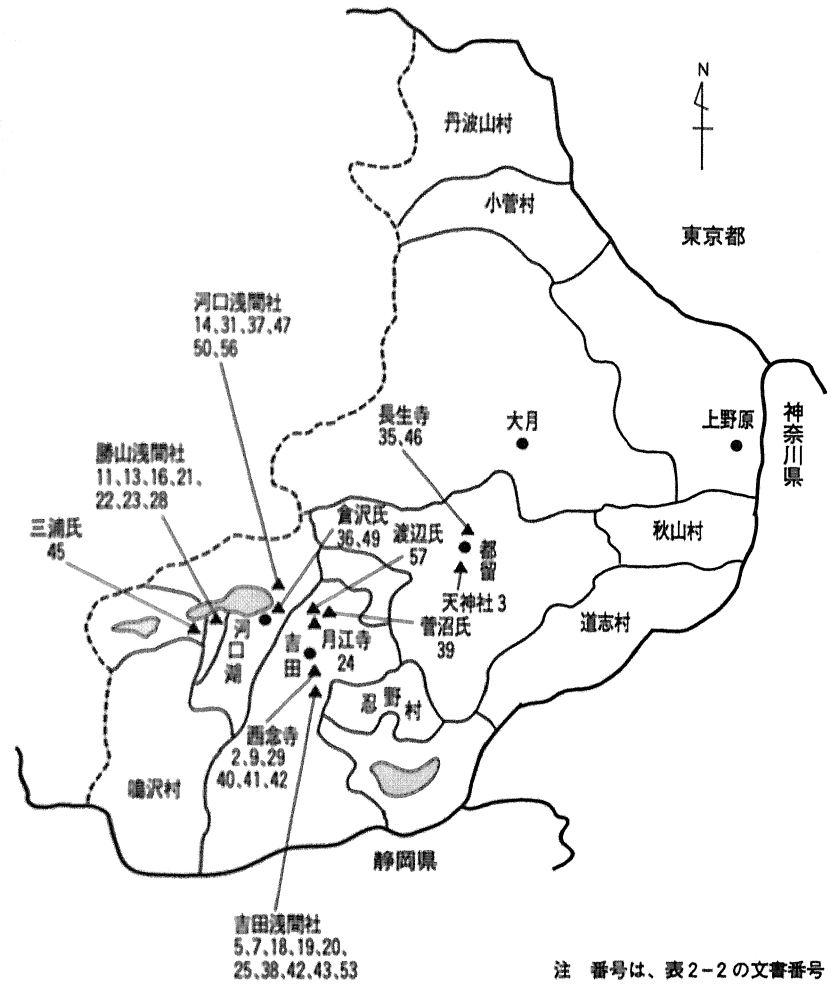 N
丹波山村
小菅村
東京都
河口浅間社
14、31、37、47
50、56
長生寺
35、46
大月
上野原
神奈川県
勝山浅間社
11、13、16、21、
22、23、28
三浦氏
45
倉沢氏
36、49
渡辺氏
57
都留
秋山村
天神社 3
菅沼氏
39
道志村
河口湖
吉田
月江寺
24
忍野村
西念寺
2、9、29
40、41、42
鳴沢村
静岡県
吉田浅間社
5、7、18、19、20、
25、38、42、43、53
注　番号は、表2-2の文書番号